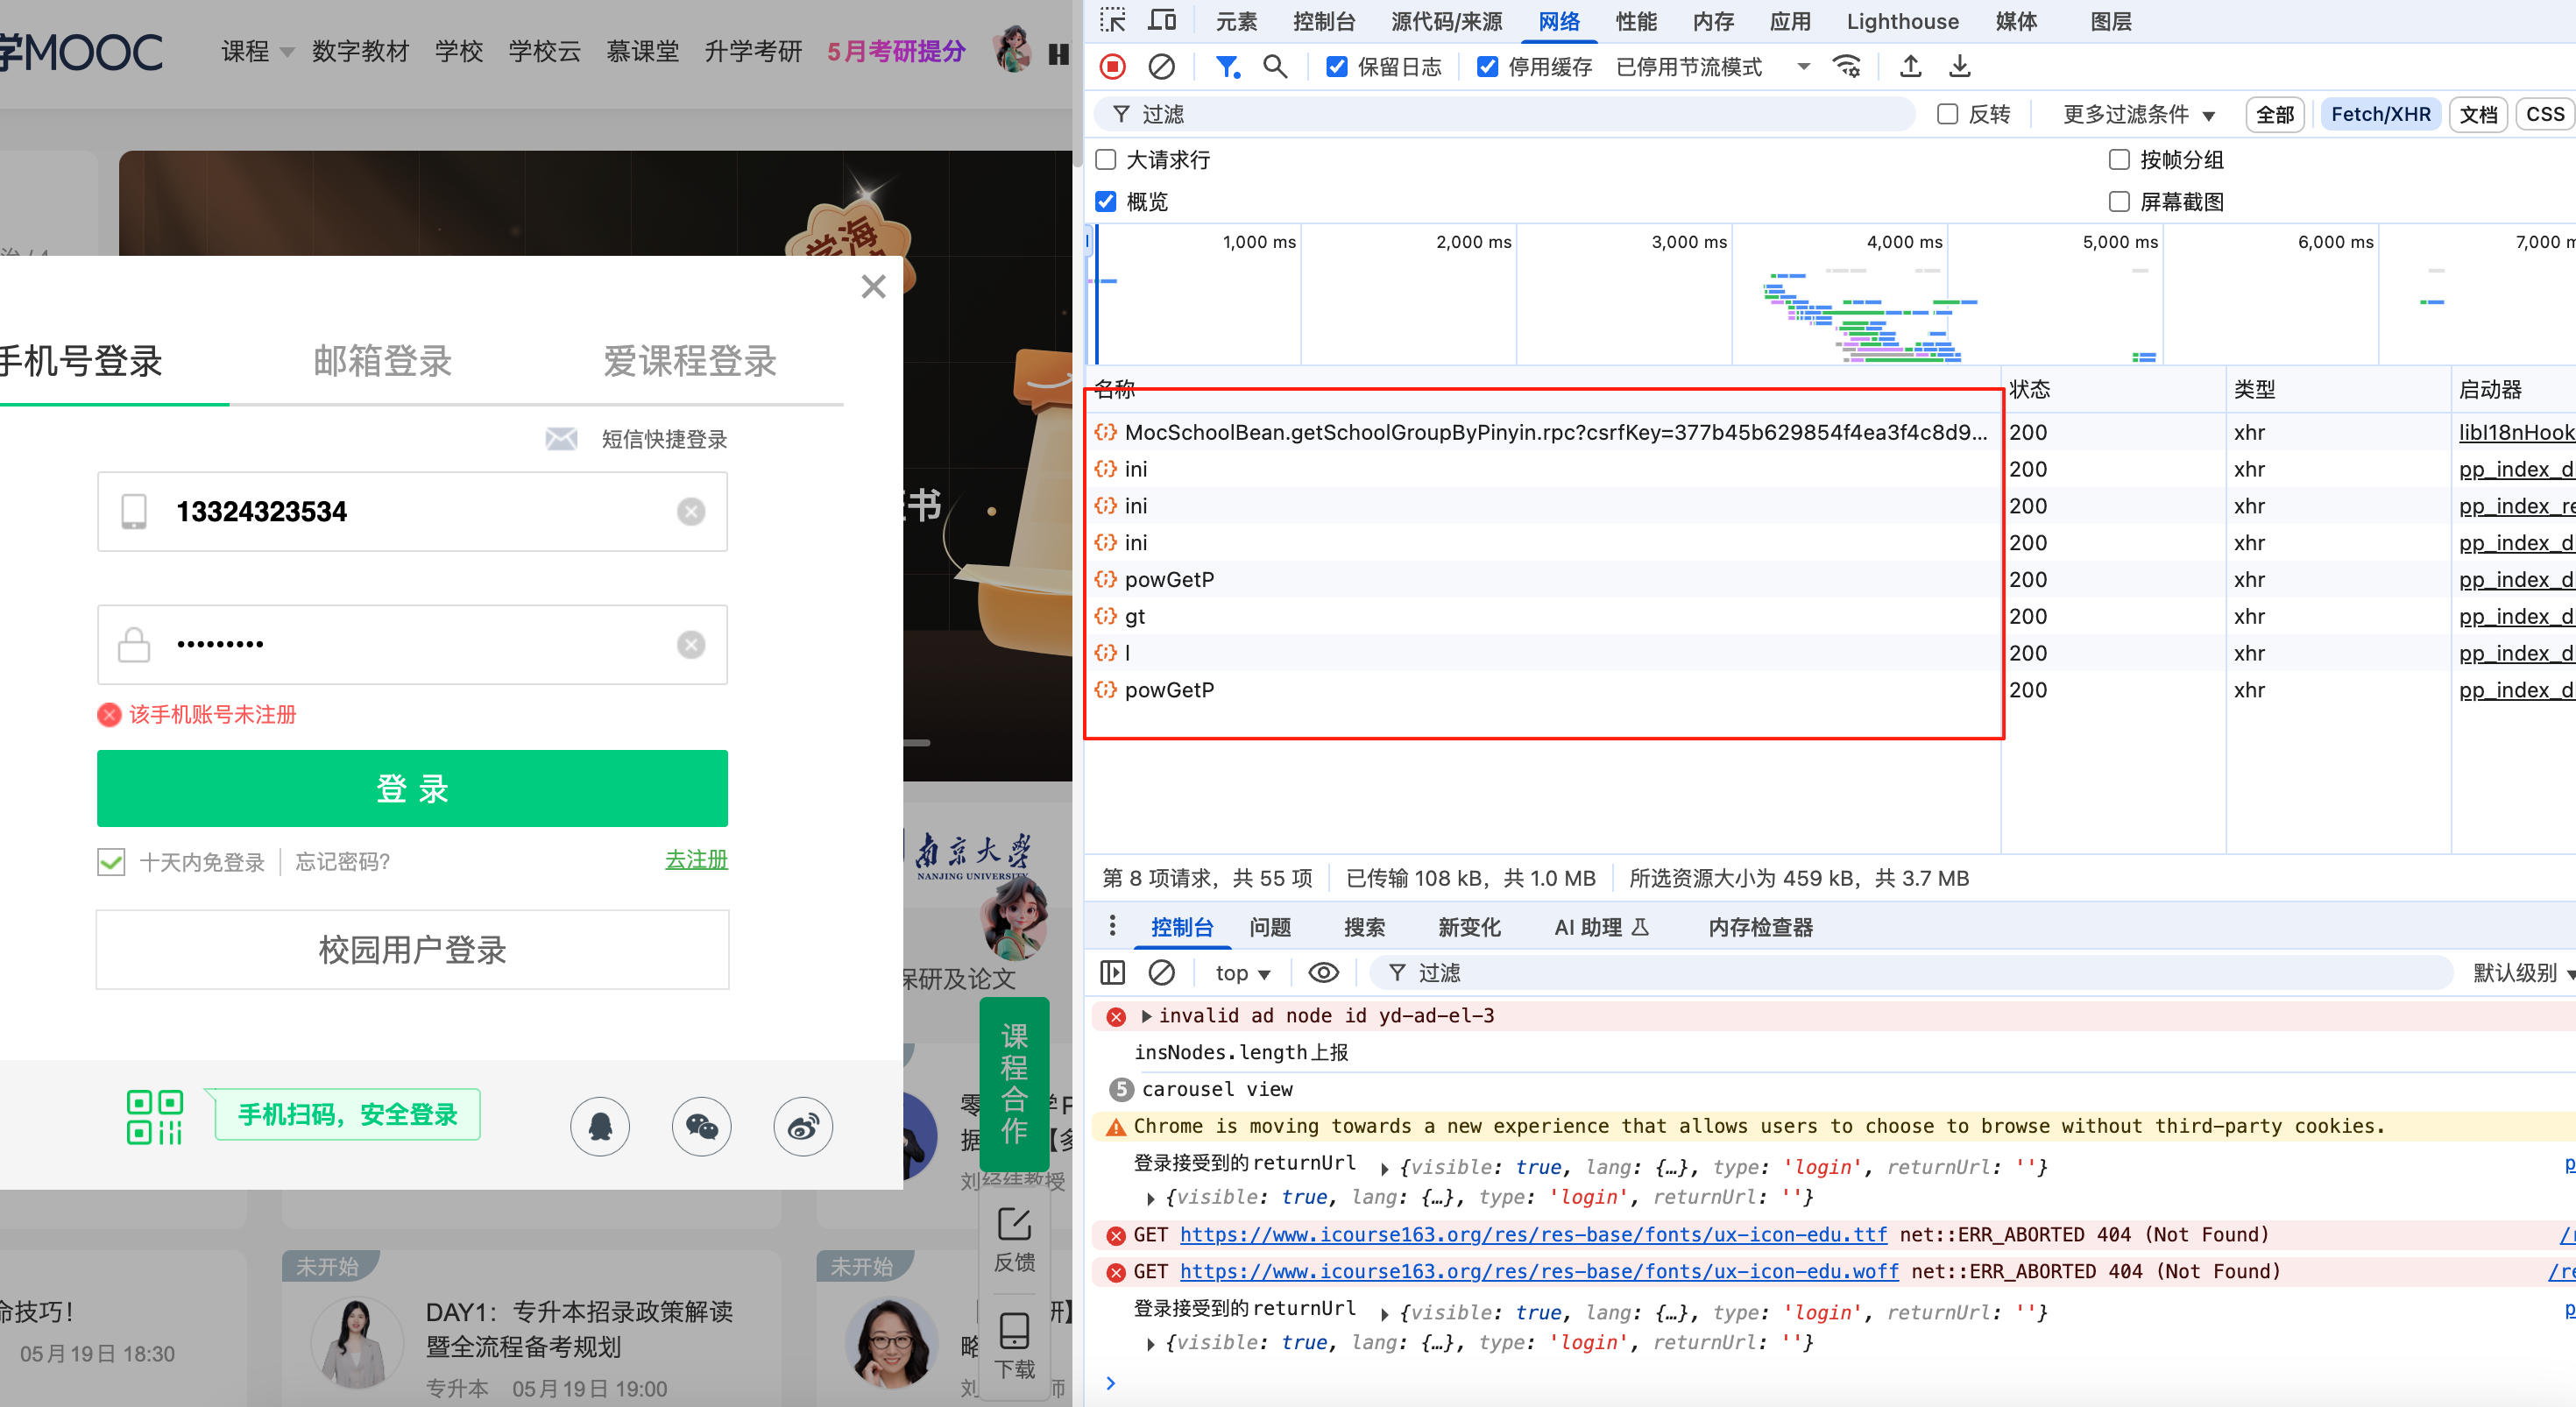 学MOOC
课程 数字教材 学校 学校云 慕课堂 升学考研 5月考研提分
学海
证书
手机号登录 邮箱登录 爱课程登录
短信快捷登录
13324323534
•••••••••
该手机账号未注册
登 录
十天内免登录 忘记密码? 去注册
校园用户登录
手机扫码，安全登录
南京大学
NANJING UNIVERSITY
保研及论文
课程合作
刘经纬教授
反馈
下载
未开始
未开始
命技巧！
05月19日 18:30
DAY1：专升本招录政策解读
暨全流程备考规划
专升本 05月19日 19:00
元素 控制台 源代码/来源 网络 性能 内存 应用 Lighthouse 媒体 图层
保留日志 停用缓存 已停用节流模式
过滤 反转 更多过滤条件 全部 Fetch/XHR 文档 CSS
大请求行 按帧分组
概览 屏幕截图
1,000 ms 2,000 ms 3,000 ms 4,000 ms 5,000 ms 6,000 ms 7,000 m
名称 状态 类型 启动器
MocSchoolBean.getSchoolGroupByPinyin.rpc?csrfKey=377b45b629854f4ea3f4c8d9... 200 xhr libI18nHook
ini 200 xhr pp_index_d
ini 200 xhr pp_index_re
ini 200 xhr pp_index_d
powGetP 200 xhr pp_index_d
gt 200 xhr pp_index_d
l 200 xhr pp_index_d
powGetP 200 xhr pp_index_d
第 8 项请求，共 55 项 已传输 108 kB，共 1.0 MB 所选资源大小为 459 kB，共 3.7 MB
控制台 问题 搜索 新变化 AI 助理 内存检查器
top 过滤 默认级别
invalid ad node id yd-ad-el-3
insNodes.length上报
5 carousel view
Chrome is moving towards a new experience that allows users to choose to browse without third-party cookies.
登录接受到的returnUrl {visible: true, lang: {…}, type: 'login', returnUrl: ''}
{visible: true, lang: {…}, type: 'login', returnUrl: ''}
GET https://www.icourse163.org/res/res-base/fonts/ux-icon-edu.ttf net::ERR_ABORTED 404 (Not Found)
GET https://www.icourse163.org/res/res-base/fonts/ux-icon-edu.woff net::ERR_ABORTED 404 (Not Found)
登录接受到的returnUrl {visible: true, lang: {…}, type: 'login', returnUrl: ''}
{visible: true, lang: {…}, type: 'login', returnUrl: ''}